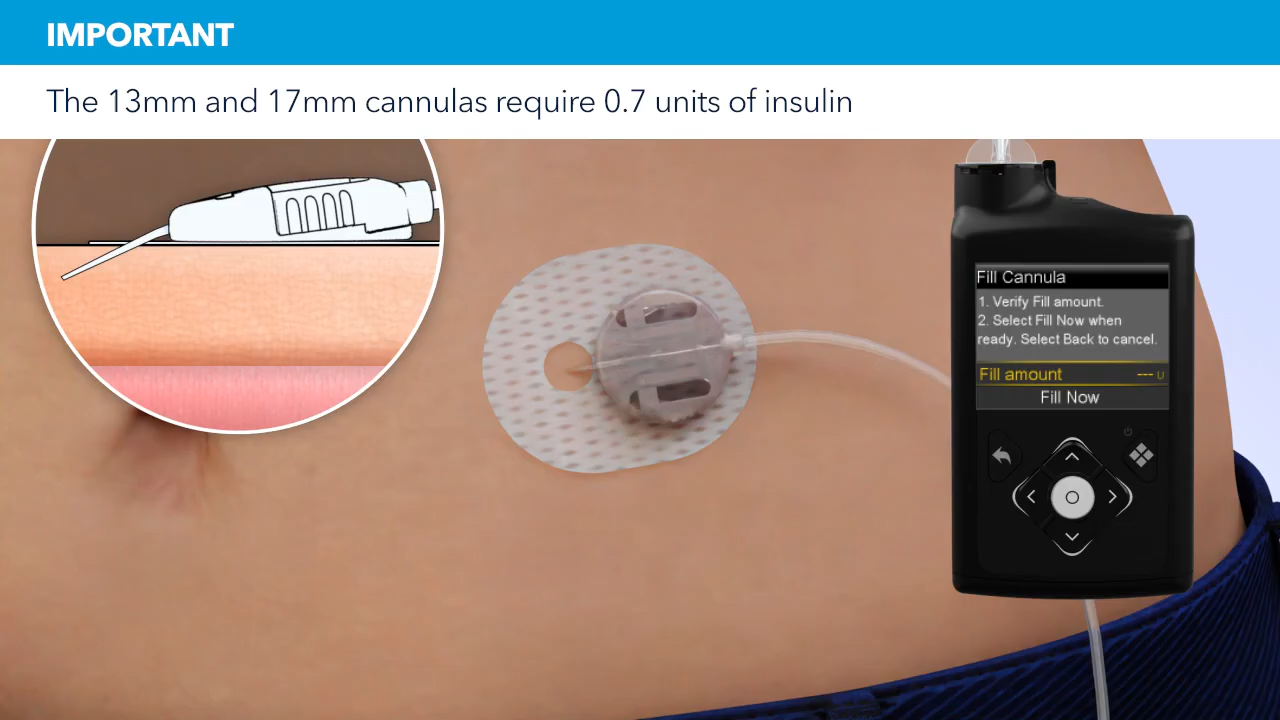 IMPORTANT
The 13mm and 17mm cannulas require 0.7 units of insulin
Fill Cannula
1. Verify Fill amount.
2. Select Fill Now when
ready. Select Back to cancel.
Fill amount --- U
Fill Now